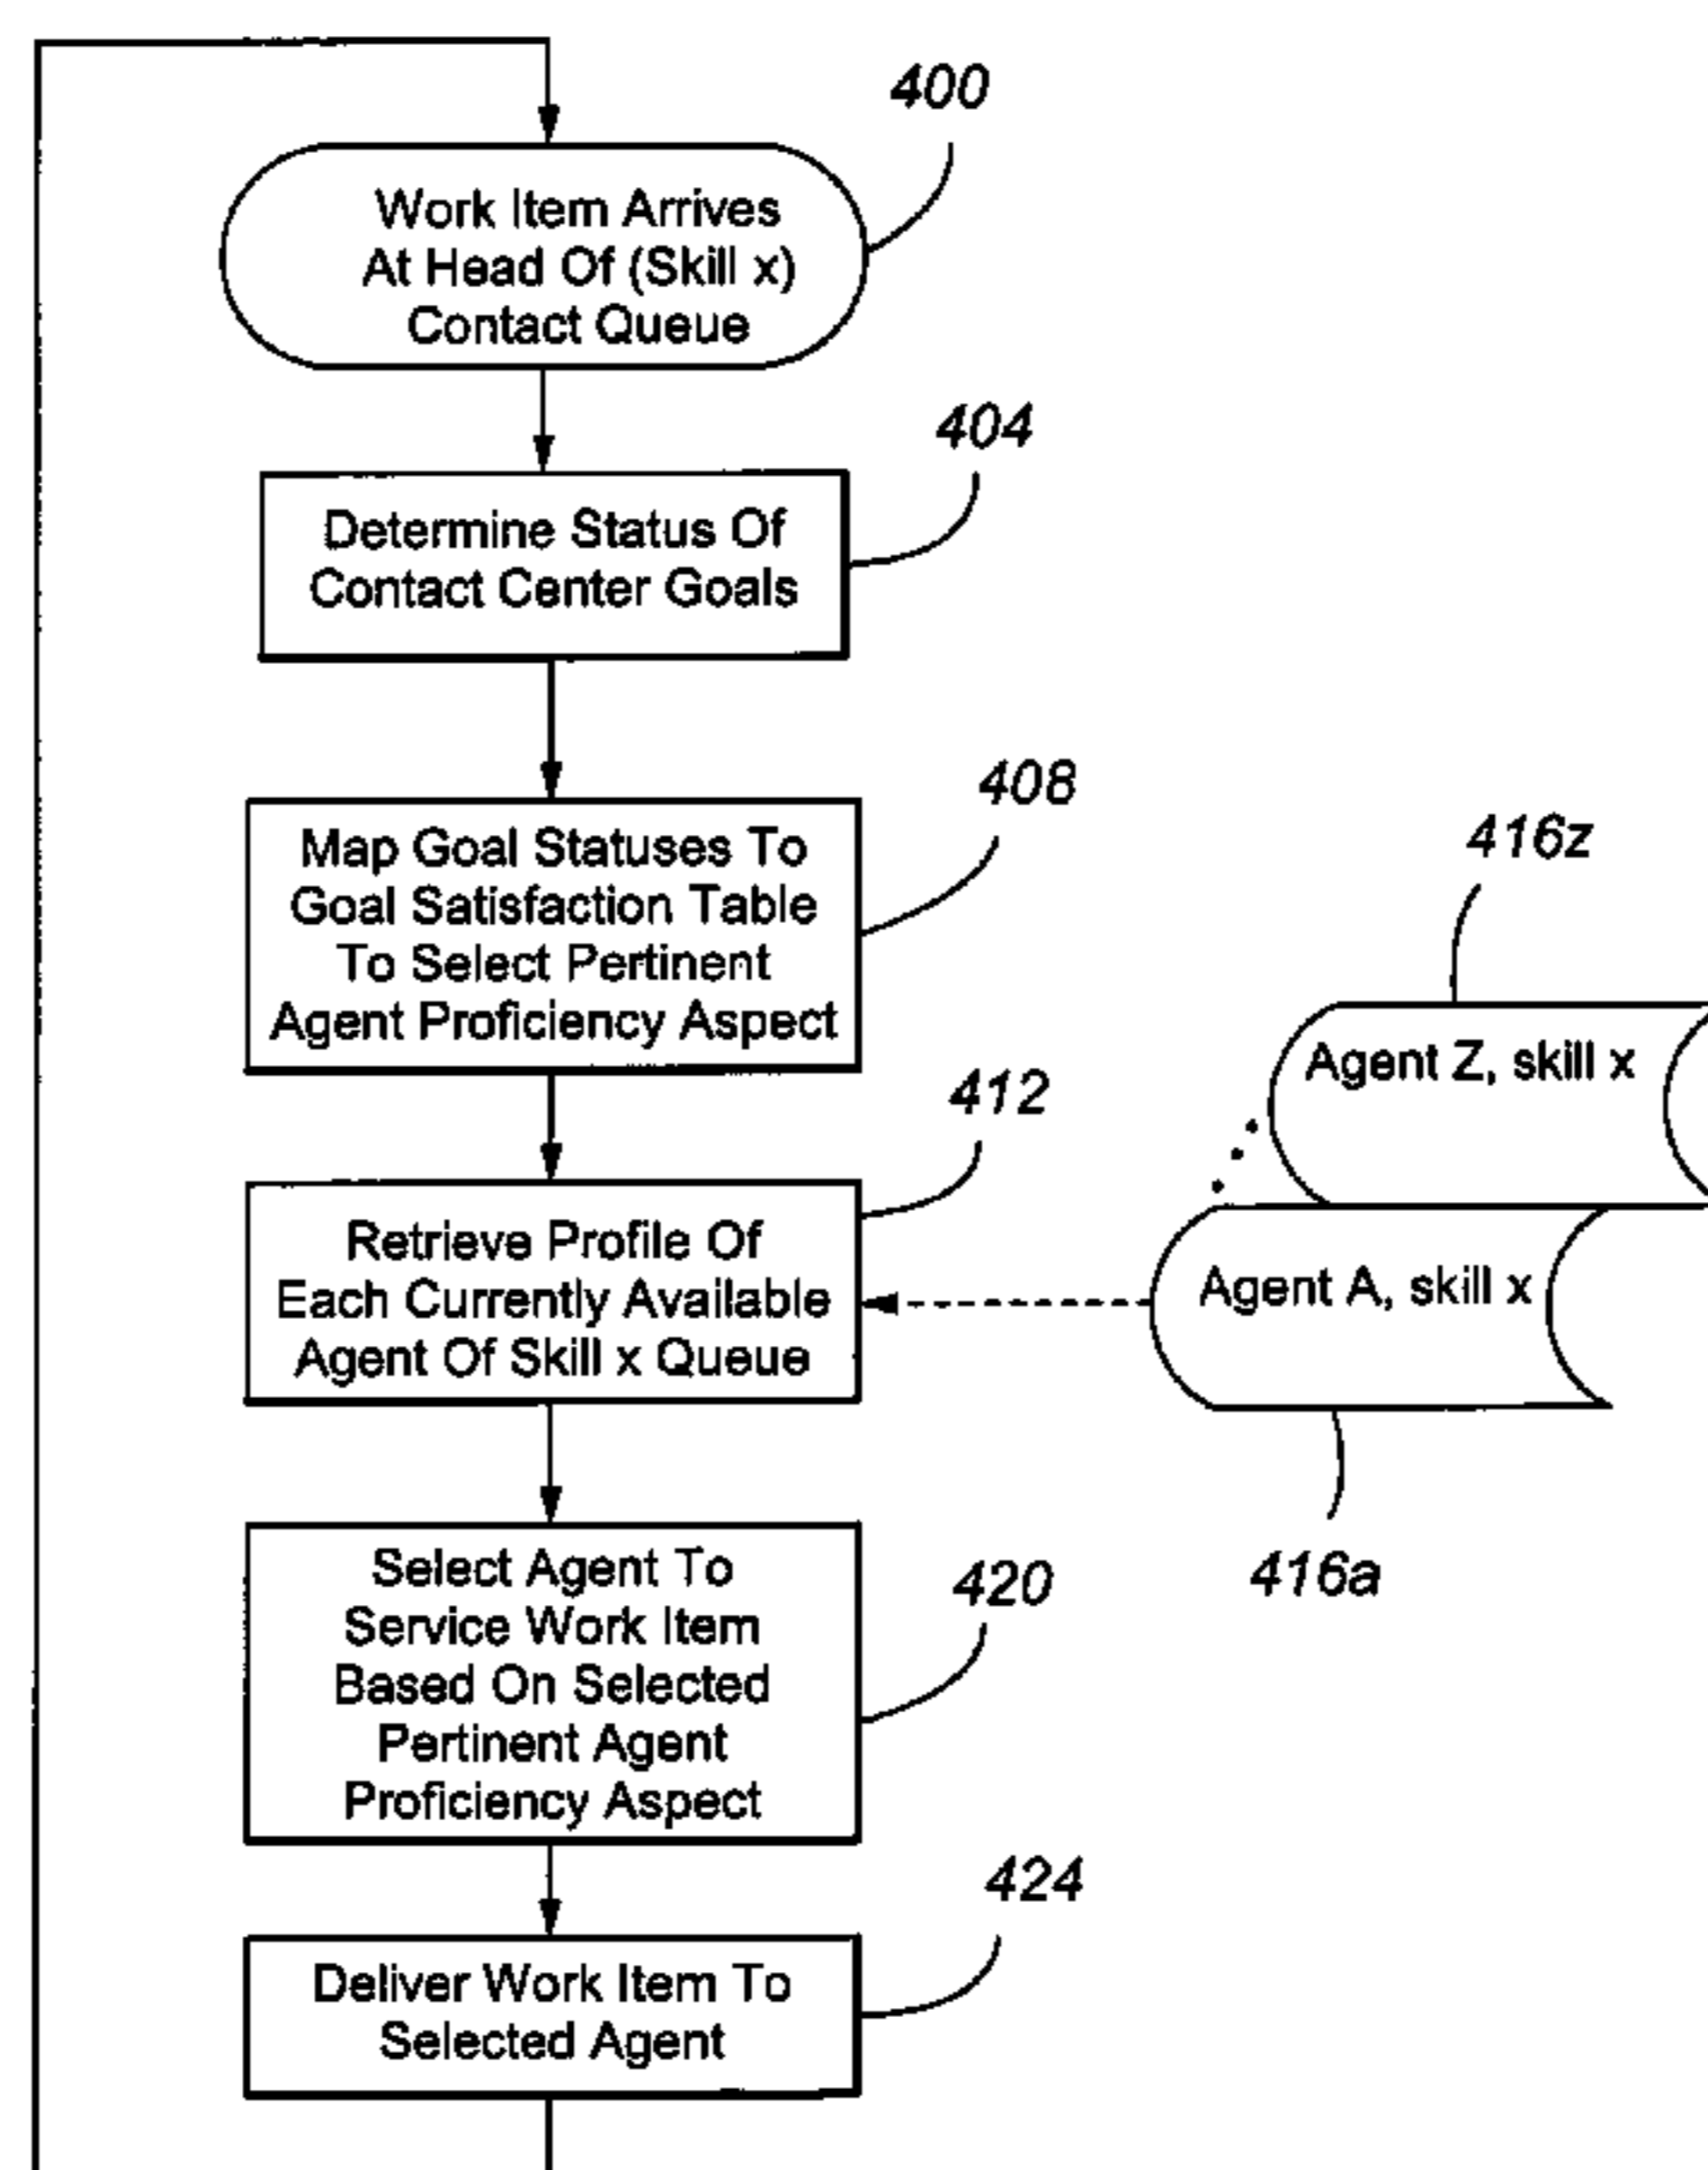 400
Work Item Arrives
At Head Of (Skill x)
Contact Queue
404
Determine Status Of
Contact Center Goals
408
Map Goal Statuses To
Goal Satisfaction Table
To Select Pertinent
Agent Proficiency Aspect
416z
Agent Z, skill x
412
Retrieve Profile Of
Each Currently Available
Agent Of Skill x Queue
Agent A, skill x
416a
420
Select Agent To
Service Work Item
Based On Selected
Pertinent Agent
Proficiency Aspect
424
Deliver Work Item To
Selected Agent